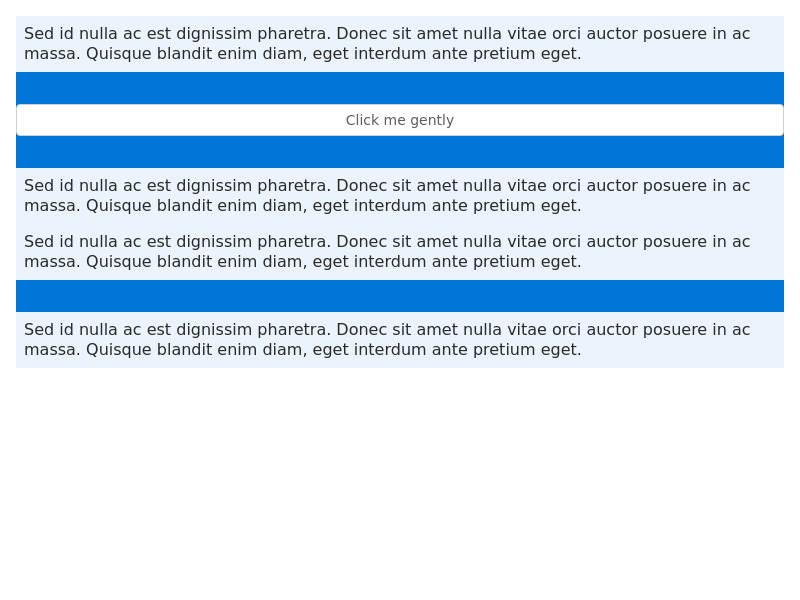 Sed id nulla ac est dignissim pharetra. Donec sit amet nulla vitae orci auctor posuere in ac
massa. Quisque blandit enim diam, eget interdum ante pretium eget.
Click me gently
Sed id nulla ac est dignissim pharetra. Donec sit amet nulla vitae orci auctor posuere in ac
massa. Quisque blandit enim diam, eget interdum ante pretium eget.
Sed id nulla ac est dignissim pharetra. Donec sit amet nulla vitae orci auctor posuere in ac
massa. Quisque blandit enim diam, eget interdum ante pretium eget.
Sed id nulla ac est dignissim pharetra. Donec sit amet nulla vitae orci auctor posuere in ac
massa. Quisque blandit enim diam, eget interdum ante pretium eget.